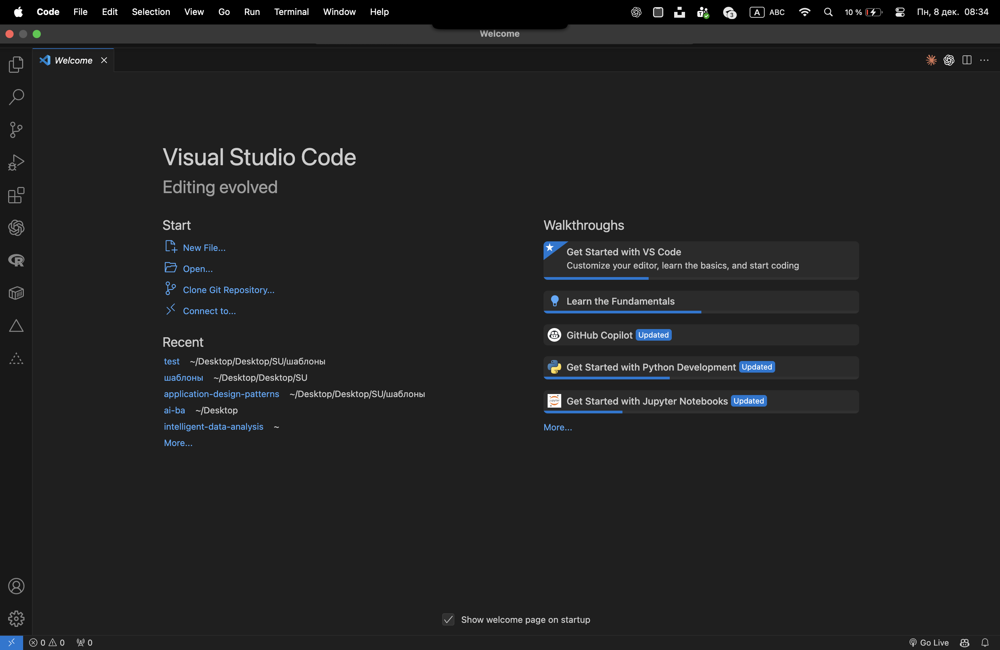 Code File Edit Selection View Go Run Terminal Window Help 3 A ABC 10 % Пн, 8 дек. 08:34
Welcome
Welcome
Visual Studio Code
Editing evolved
Start
New File...
Open...
Clone Git Repository...
Connect to...
Recent
test ~/Desktop/Desktop/SU/шаблоны
шаблоны ~/Desktop/Desktop/SU
application-design-patterns ~/Desktop/Desktop/SU/шаблоны
ai-ba ~/Desktop
intelligent-data-analysis ~
More...
Walkthroughs
Get Started with VS Code
Customize your editor, learn the basics, and start coding
Learn the Fundamentals
GitHub Copilot Updated
Get Started with Python Development Updated
jupyter Get Started with Jupyter Notebooks Updated
More...
Show welcome page on startup
0 0 0 Go Live